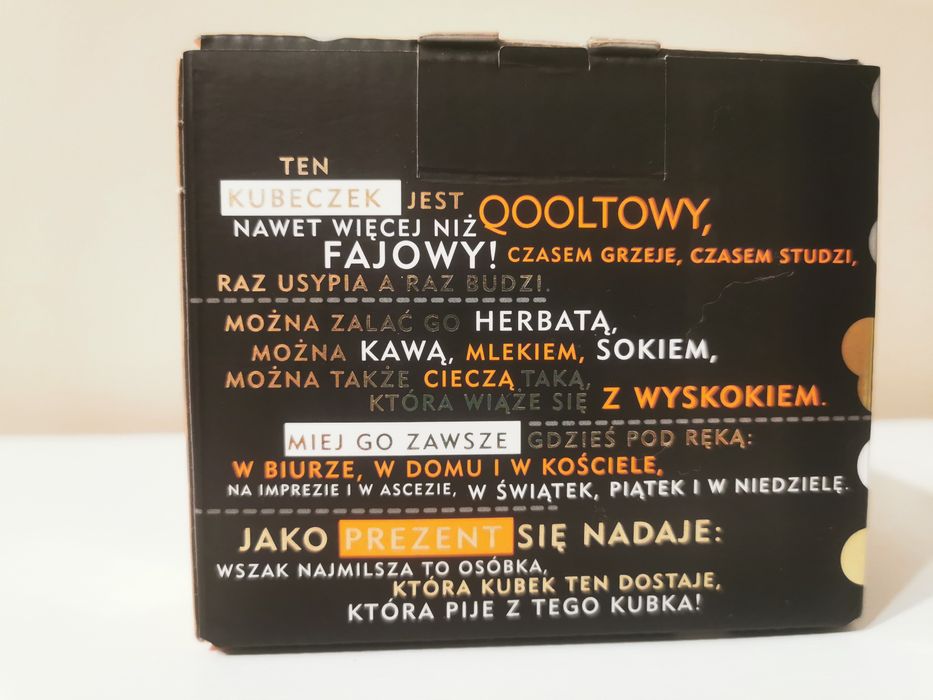 TEN
KUBECZEK JEST QOOLTOWY,
NAWET WIĘCEJ NIŻ
FAJOWY! CZASEM GRZEJE, CZASEM STUDZI,
RAZ USYPIA A RAZ BUDZI.
MOŻNA ZALAĆ GO HERBATĄ,
MOŻNA KAWĄ, MLEKIEM, SOKIEM,
MOŻNA TAKŻE CIECZĄ TAKĄ,
KTÓRA WIĄŻE SIĘ Z WYSKOKIEM.
MIEJ GO ZAWSZE GDZIEŚ POD RĘKĄ:
W BIURZE, W DOMU I W KOŚCIELE,
NA IMPREZIE I W ASCEZIE, W ŚWIĄTEK, PIĄTEK I W NIEDZIELĘ.
JAKO PREZENT SIĘ NADAJE:
WSZAK NAJMILSZA TO OSÓBKA,
KTÓRA KUBEK TEN DOSTAJE,
KTÓRA PIJE Z TEGO KUBKA!